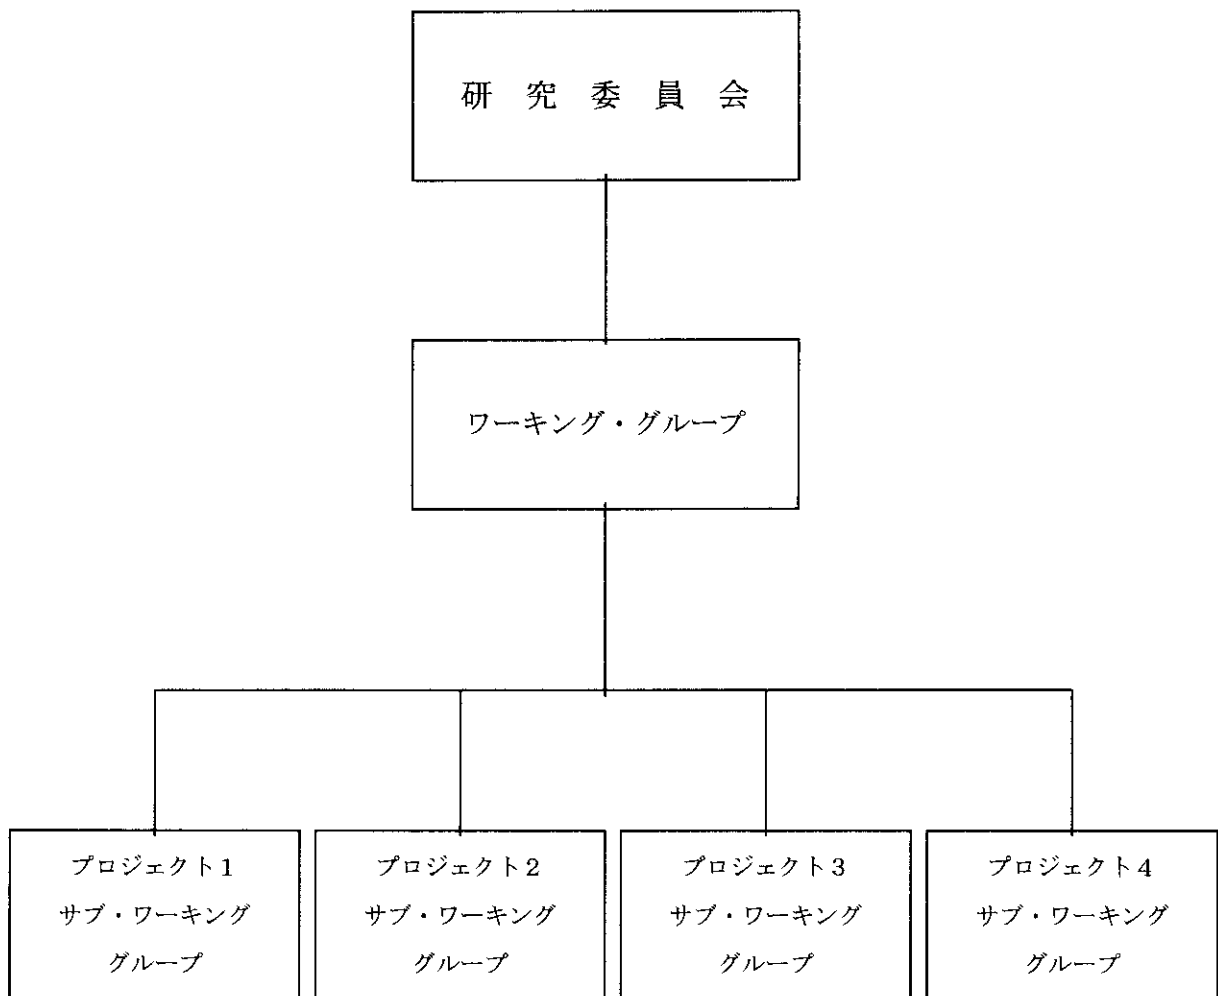 研究委員会
ワーキング・グループ
プロジェクト1
サブ・ワーキング
グループ
プロジェクト2
サブ・ワーキング
グループ
プロジェクト3
サブ・ワーキング
グループ
プロジェクト4
サブ・ワーキング
グループ